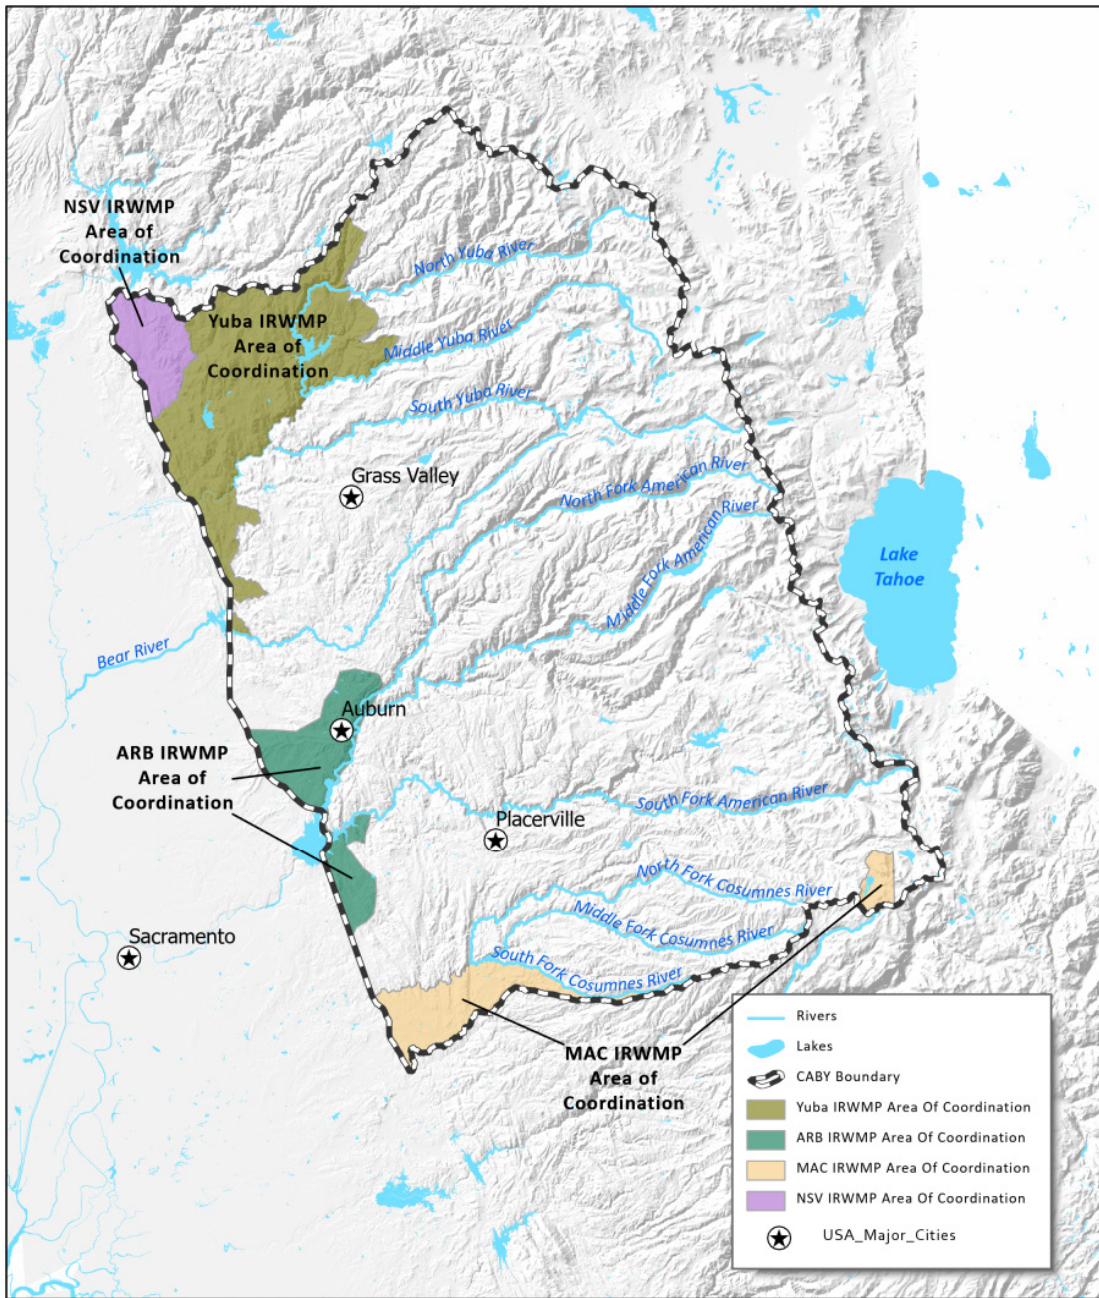 NSV IRWMP
Area of
Coordination
North Yuba River
Yuba IRWMP
Area of
Coordination
Middle Yuba River
South Yuba River
Grass Valley
North Fork American River
Middle Fork American River
Lake
Tahoe
Bear River
Auburn
ARB IRWMP
Area of
Coordination
South Fork American River
Placerville
North Fork Cosumnes River
Middle Fork Cosumnes River
Sacramento
South Fork Cosumnes River
MAC IRWMP
Area of
Coordination
Rivers
Lakes
CABY Boundary
Yuba IRWMP Area Of Coordination
ARB IRWMP Area Of Coordination
MAC IRWMP Area Of Coordination
NSV IRWMP Area Of Coordination
USA_Major_Cities